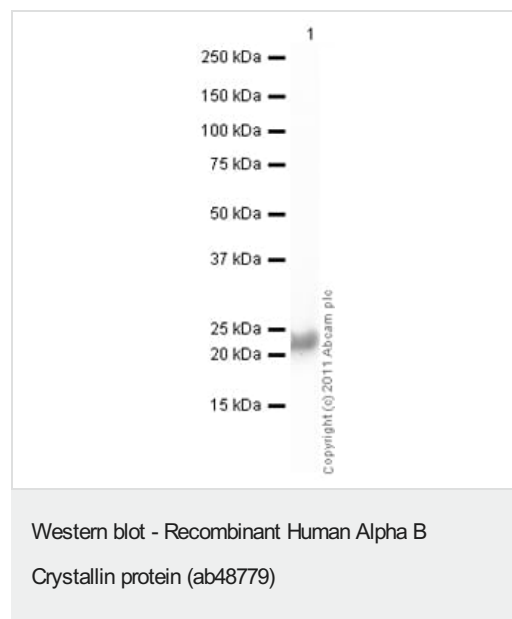 1
250 kDa
150 kDa
100 kDa
75 kDa
50 kDa
37 kDa
25 kDa
20 kDa
15 kDa
Copyright (c) 2011 Abcam plc
Western blot - Recombinant Human Alpha B
Crystallin protein (ab48779)